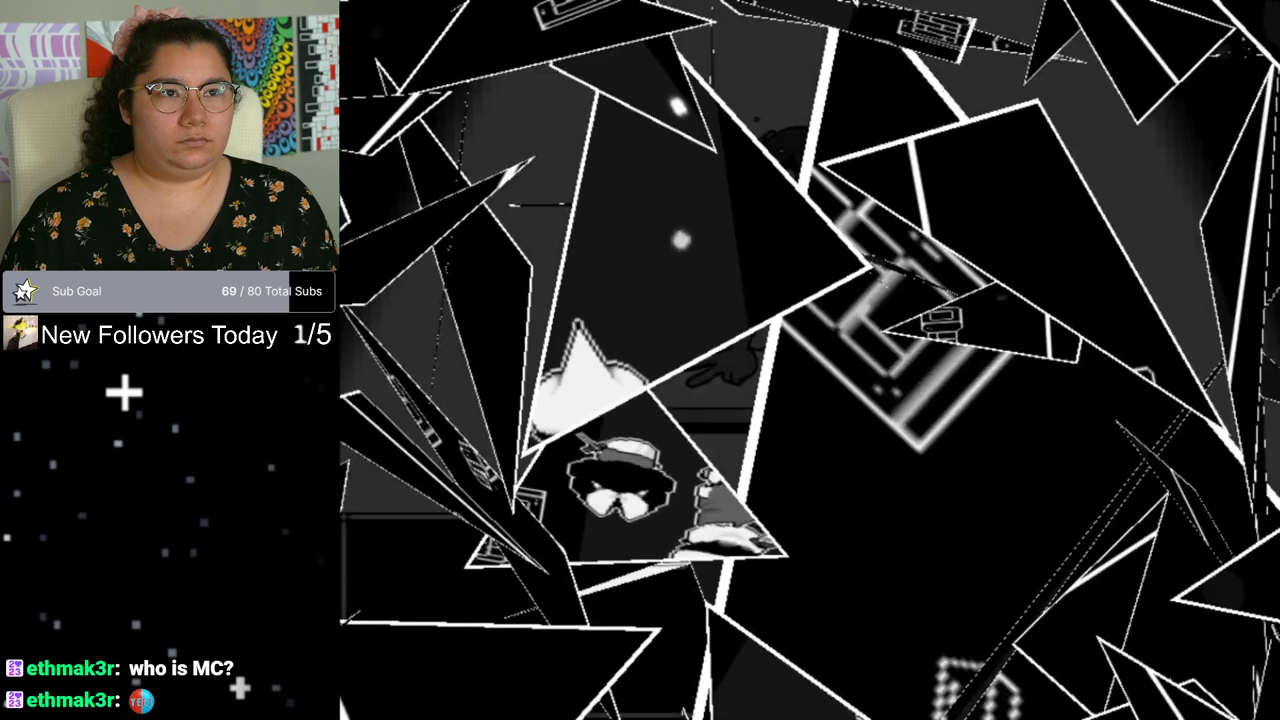 Sub Goal 69 / 80 Total Subs
New Followers Today 1/5
ethmak3r: who is MC?
ethmak3r: